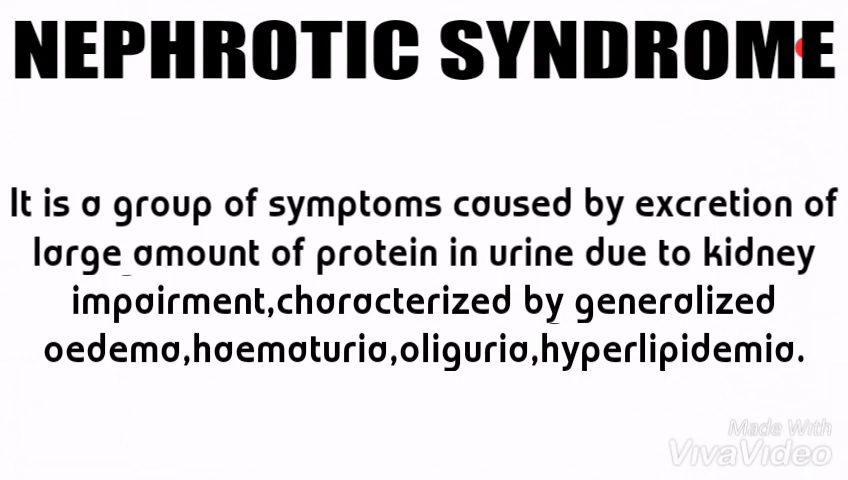 NEPHROTIC SYNDROME
It is a group of symptoms caused by excretion of
large amount of protein in urine due to kidney
impairment,characterized by generalized
oedema,haematuria,oliguria,hyperlipidemia.
Made With
VivaVideo